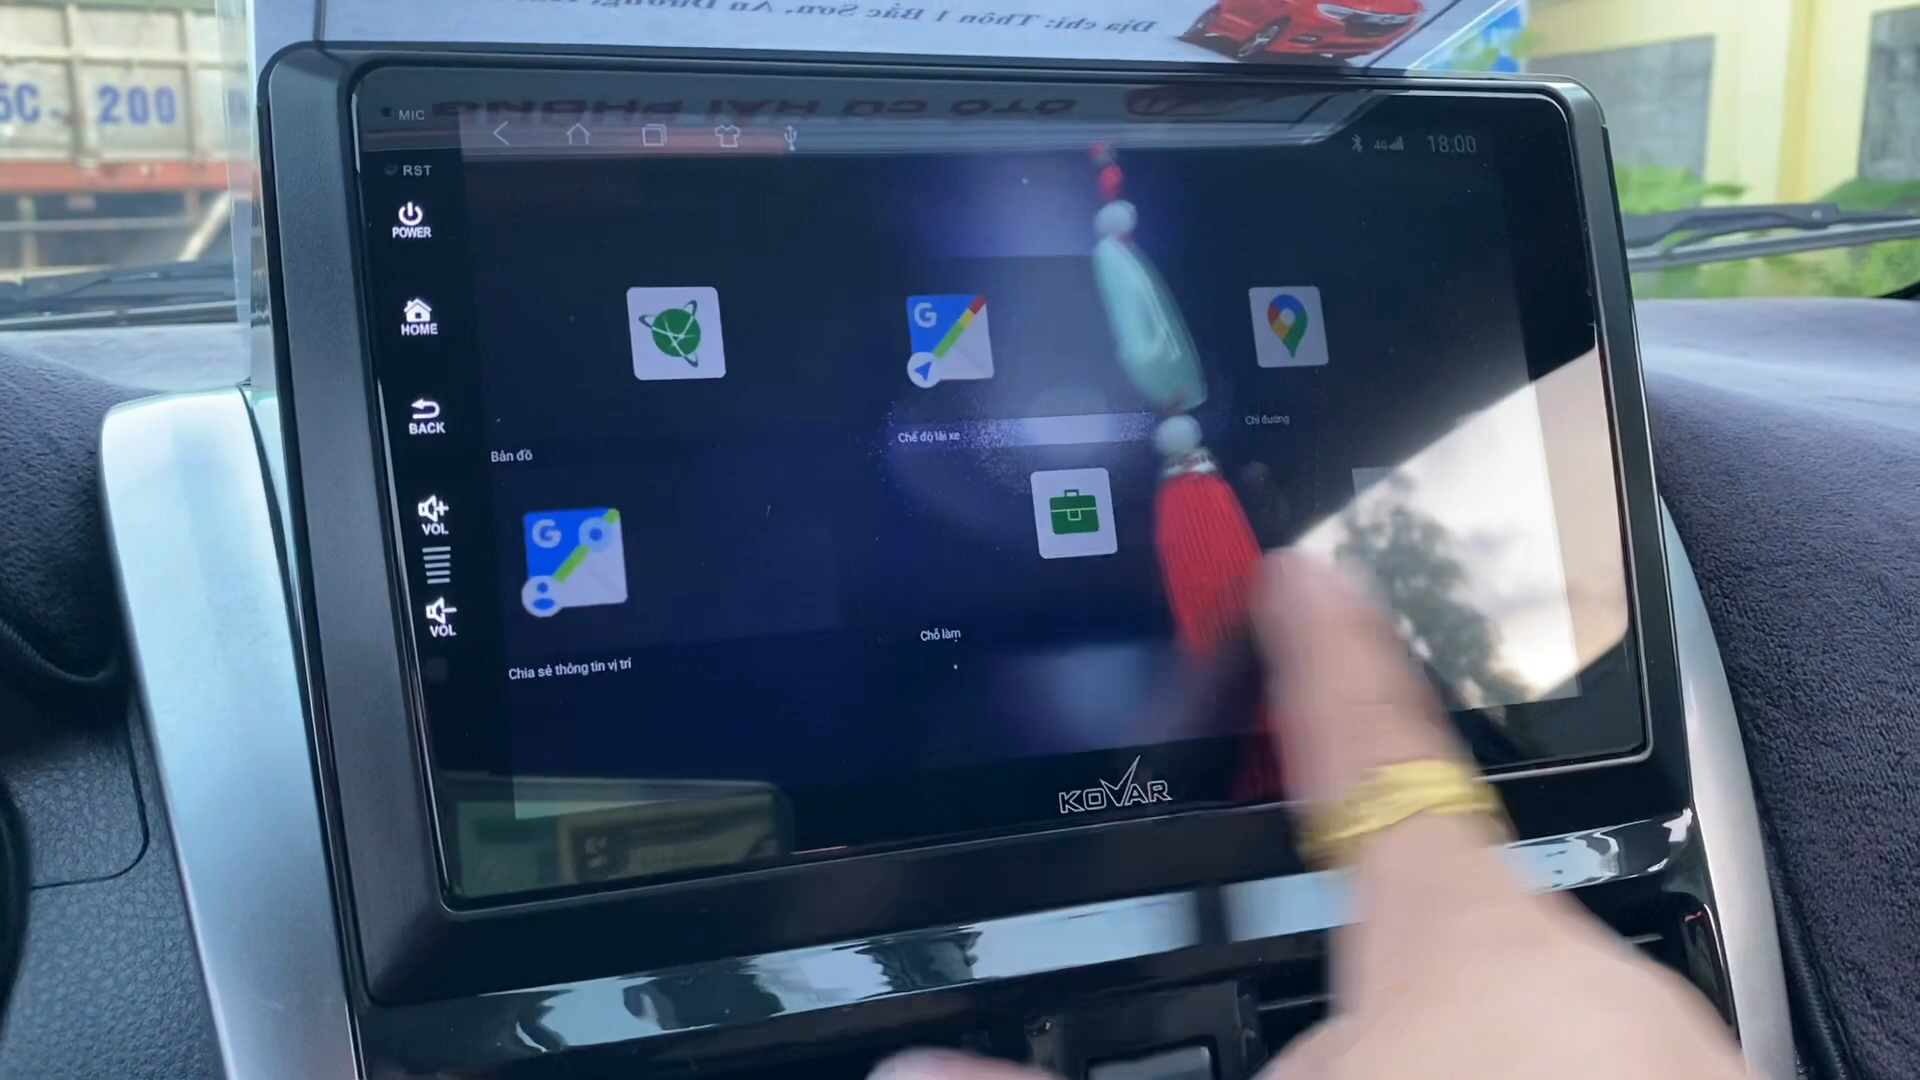 Địa chỉ: Thôn 1 Bắc Sơn, An Dương,
5C- 200
MIC
RST
POWER
HOME
BACK
VOL
VOL
4G
18:00
Bản đồ
Chế độ lái xe
Chỉ đường
Chia sẻ thông tin vị trí
Chỗ làm
KOVAR